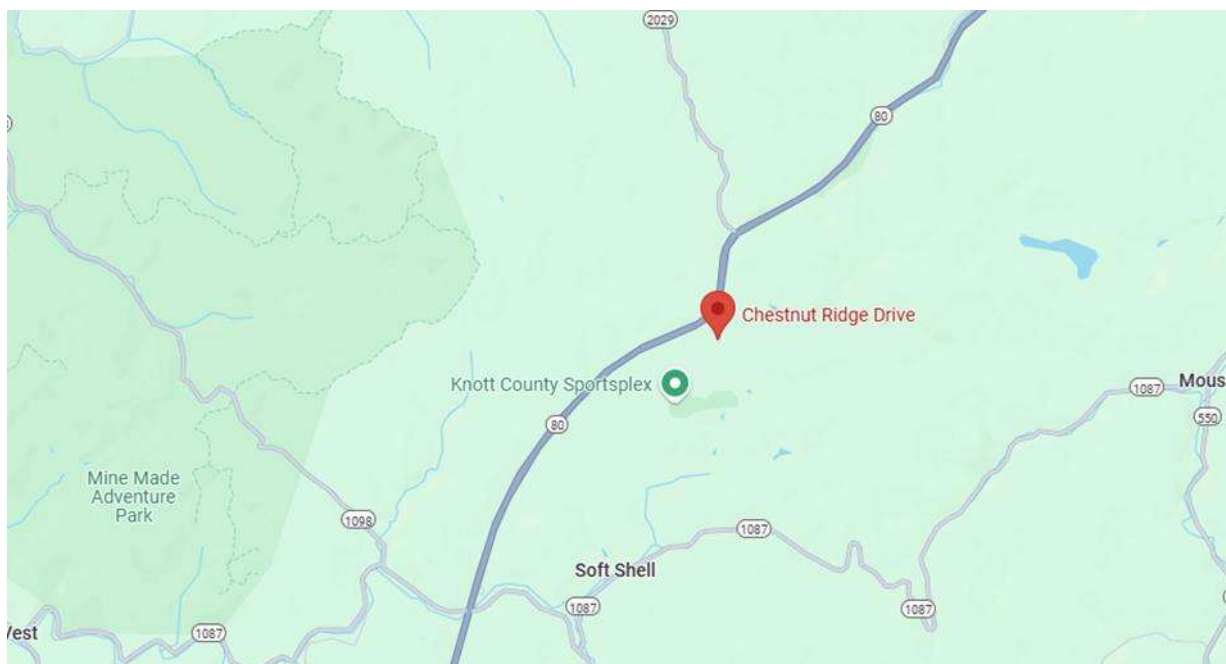 2029
80
Chestnut Ridge Drive
Knott County Sportsplex
1087
Mous
550
80
Mine Made
Adventure
Park
1098
1087
Soft Shell
1087
1087
1087
Vest